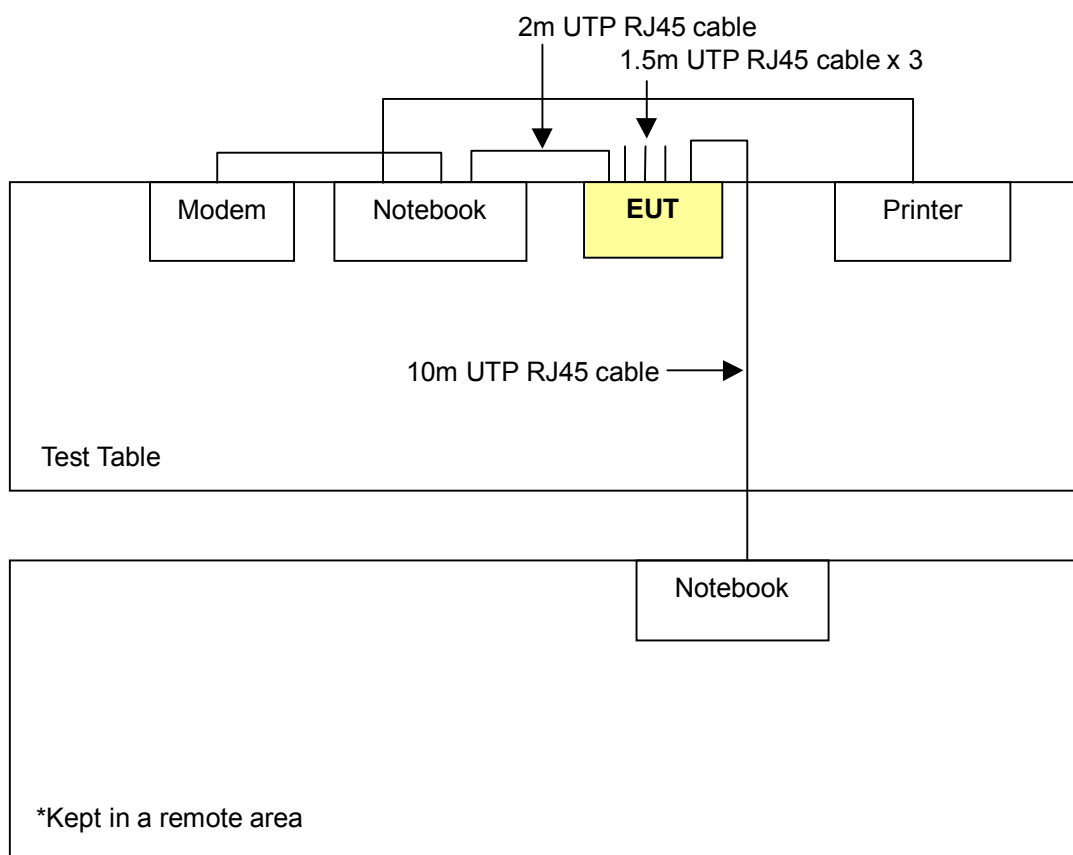 2m UTP RJ45 cable
1.5m UTP RJ45 cable x 3
Modem
Notebook
EUT
Printer
10m UTP RJ45 cable
Test Table
Notebook
*Kept in a remote area